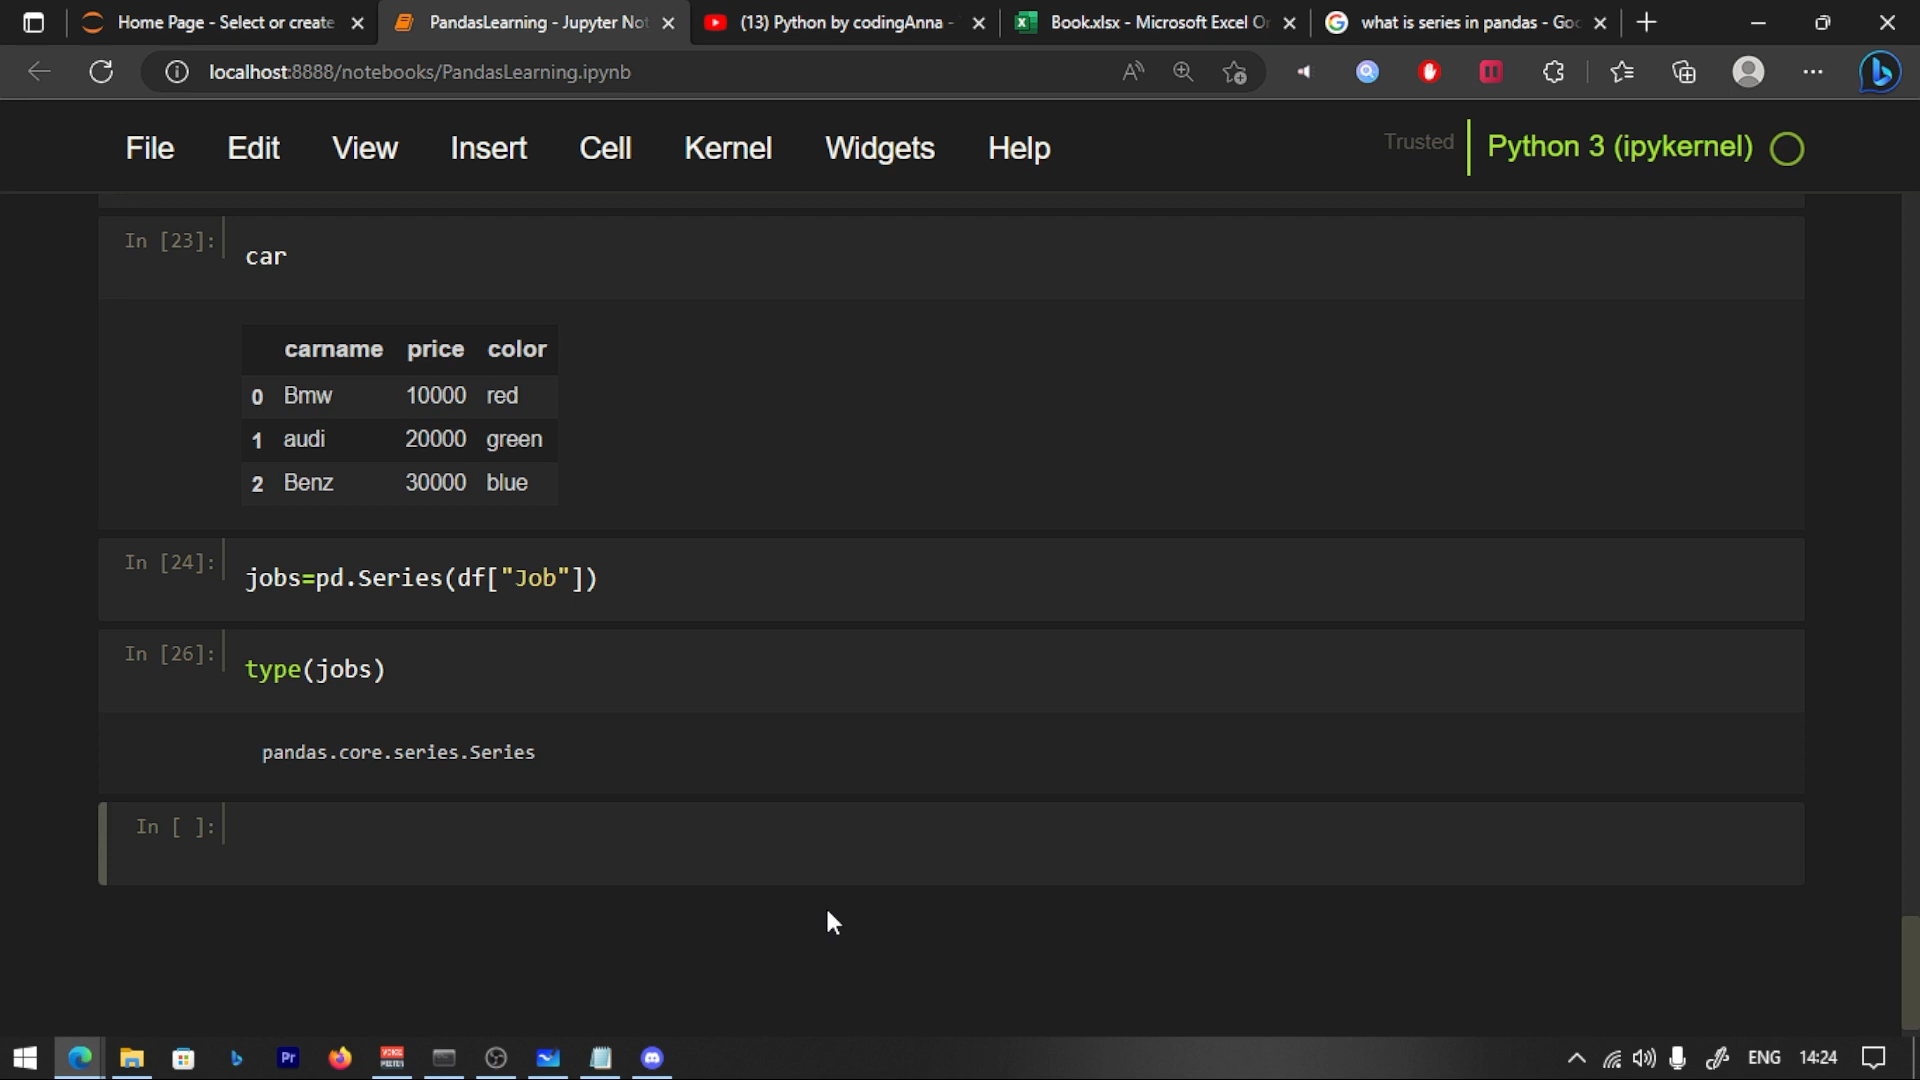 Home Page - Select or create
PandasLearning - Jupyter Not
(13) Python by codingAnna -
Book.xlsx - Microsoft Excel Or
what is series in pandas - Goo
localhost:8888/notebooks/PandasLearning.ipynb
File Edit View Insert Cell Kernel Widgets Help
Trusted
Python 3 (ipykernel)
In [23]:
car
carname price color
0 Bmw 10000 red
1 audi 20000 green
2 Benz 30000 blue
In [24]:
jobs=pd.Series(df["Job"])
In [26]:
type(jobs)
pandas.core.series.Series
In [ ]:
Pr
ENG 14:24